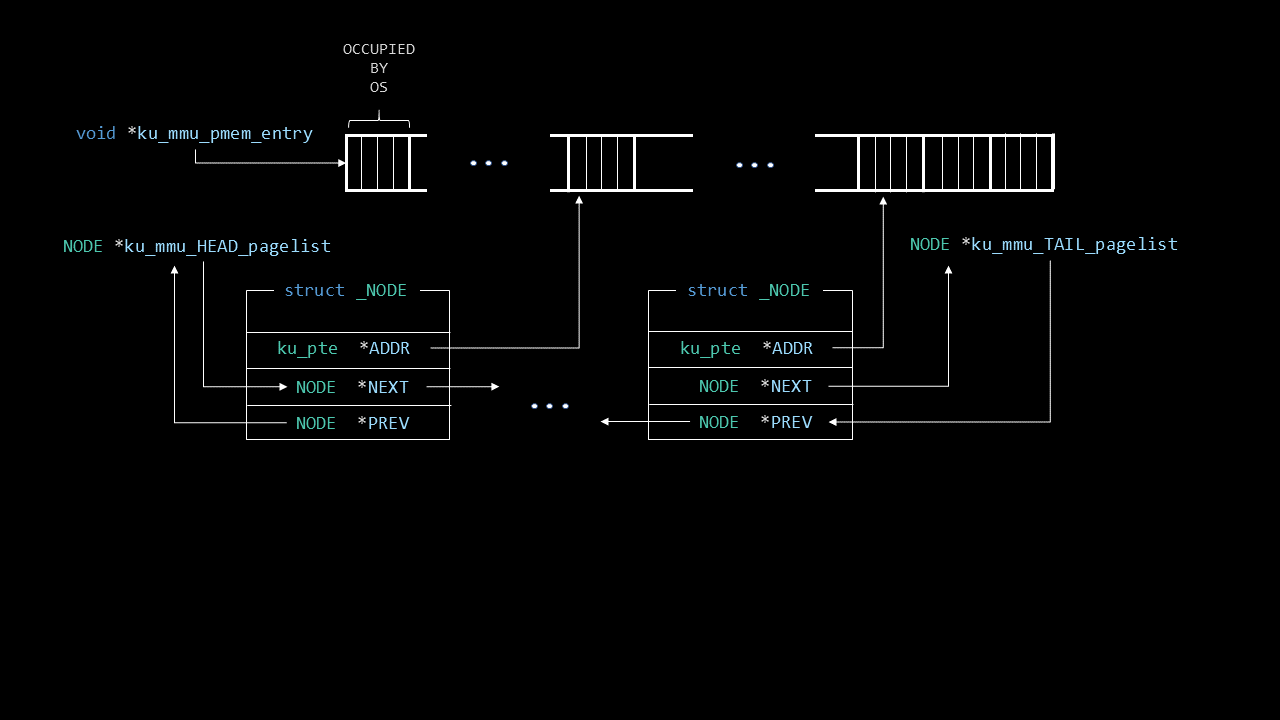 OCCUPIED
BY
OS
void *ku_mmu_pmem_entry
NODE *ku_mmu_HEAD_pagelist
NODE *ku_mmu_TAIL_pagelist
struct _NODE
ku_pte *ADDR
NODE *NEXT
NODE *PREV
struct _NODE
ku_pte *ADDR
NODE *NEXT
NODE *PREV